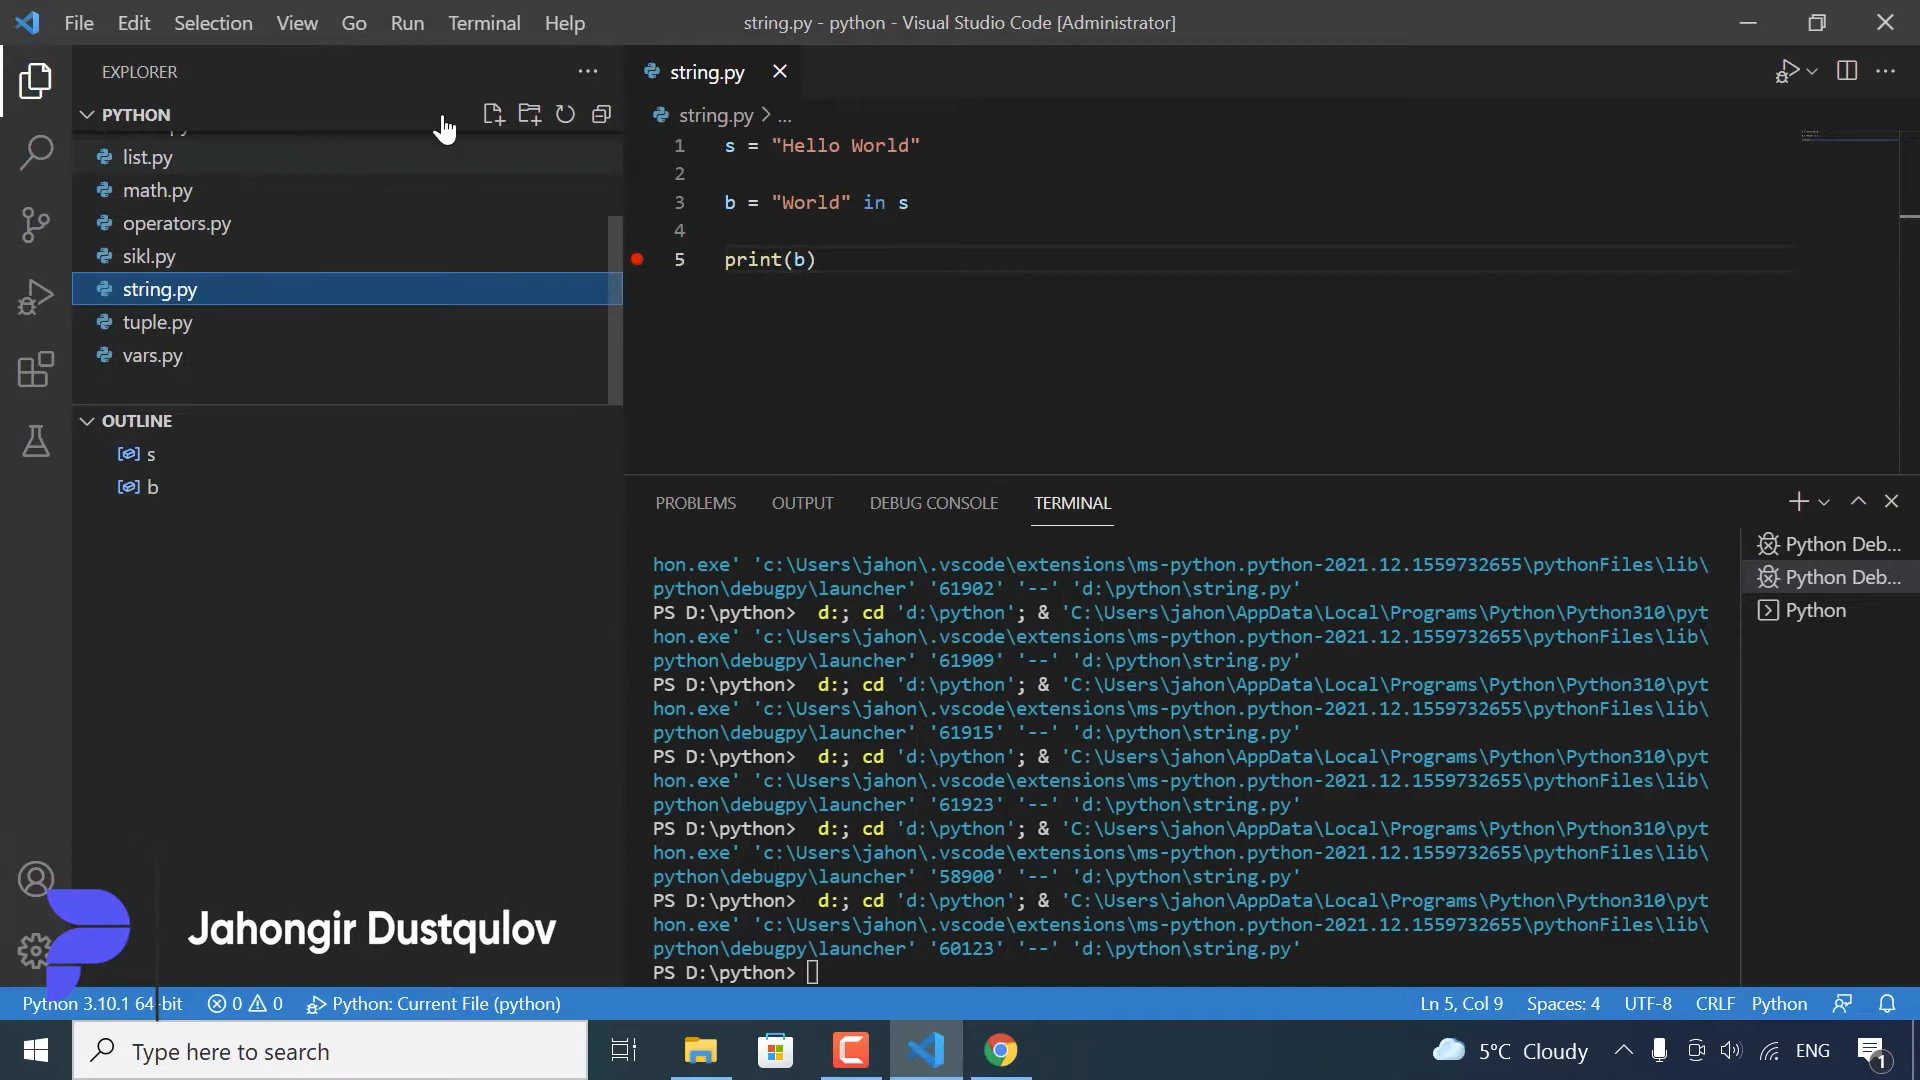 File Edit Selection View Go Run Terminal Help
string.py - python - Visual Studio Code [Administrator]
EXPLORER
PYTHON
list.py
math.py
operators.py
sikl.py
string.py
tuple.py
vars.py
OUTLINE
s
b
string.py
string.py > ...
1 s = "Hello World"
2
3 b = "World" in s
4
5 print(b)
PROBLEMS OUTPUT DEBUG CONSOLE TERMINAL
hon.exe' 'c:\Users\jahon\.vscode\extensions\ms-python.python-2021.12.1559732655\pythonFiles\lib\
python\debugpy\launcher' '61902' '--' 'd:\python\string.py'
PS D:\python> d:; cd 'd:\python'; & 'C:\Users\jahon\AppData\Local\Programs\Python\Python310\pyt
hon.exe' 'c:\Users\jahon\.vscode\extensions\ms-python.python-2021.12.1559732655\pythonFiles\lib\
python\debugpy\launcher' '61909' '--' 'd:\python\string.py'
PS D:\python> d:; cd 'd:\python'; & 'C:\Users\jahon\AppData\Local\Programs\Python\Python310\pyt
hon.exe' 'c:\Users\jahon\.vscode\extensions\ms-python.python-2021.12.1559732655\pythonFiles\lib\
python\debugpy\launcher' '61915' '--' 'd:\python\string.py'
PS D:\python> d:; cd 'd:\python'; & 'C:\Users\jahon\AppData\Local\Programs\Python\Python310\pyt
hon.exe' 'c:\Users\jahon\.vscode\extensions\ms-python.python-2021.12.1559732655\pythonFiles\lib\
python\debugpy\launcher' '61923' '--' 'd:\python\string.py'
PS D:\python> d:; cd 'd:\python'; & 'C:\Users\jahon\AppData\Local\Programs\Python\Python310\pyt
hon.exe' 'c:\Users\jahon\.vscode\extensions\ms-python.python-2021.12.1559732655\pythonFiles\lib\
python\debugpy\launcher' '58900' '--' 'd:\python\string.py'
PS D:\python> d:; cd 'd:\python'; & 'C:\Users\jahon\AppData\Local\Programs\Python\Python310\pyt
hon.exe' 'c:\Users\jahon\.vscode\extensions\ms-python.python-2021.12.1559732655\pythonFiles\lib\
python\debugpy\launcher' '60123' '--' 'd:\python\string.py'
PS D:\python>
Python Deb...
Python Deb...
Python
Jahongir Dustqulov
Python 3.10.1 64-bit 0 0 Python: Current File (python)
Ln 5, Col 9 Spaces: 4 UTF-8 CRLF Python
Type here to search
5°C Cloudy
ENG
1